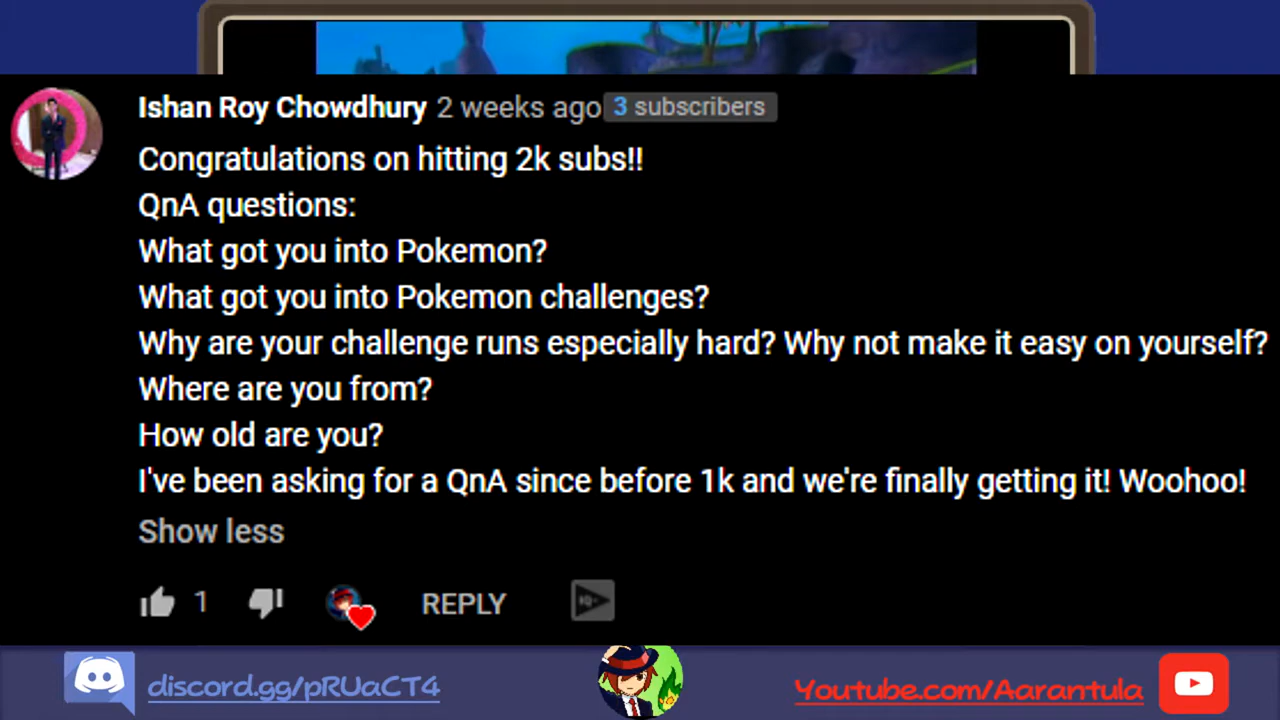 Ishan Roy Chowdhury 2 weeks ago 3 subscribers
Congratulations on hitting 2k subs!!
QnA questions:
What got you into Pokemon?
What got you into Pokemon challenges?
Why are your challenge runs especially hard? Why not make it easy on yourself?
Where are you from?
How old are you?
I've been asking for a QnA since before 1k and we're finally getting it! Woohoo!
Show less
1 REPLY
discord.gg/pRUaCT4 Youtube.com/Aarantula